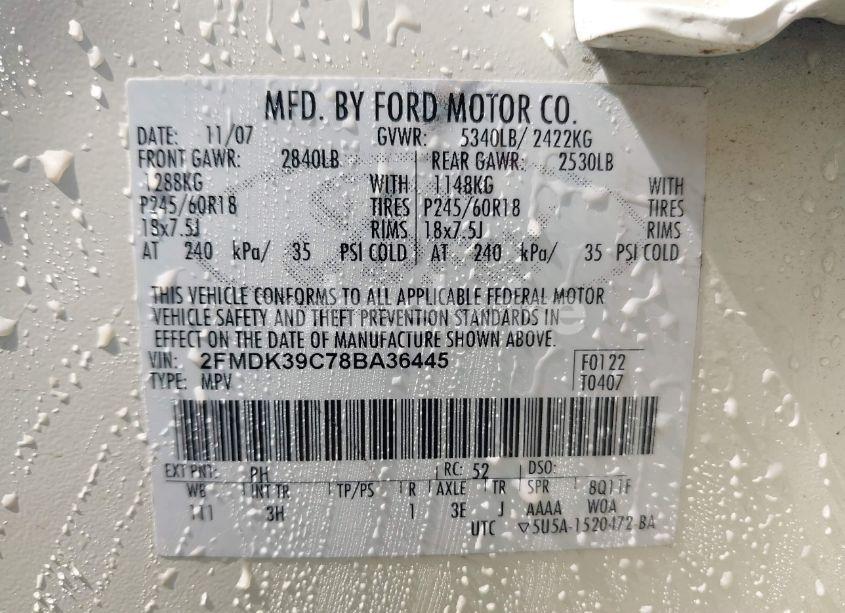 MFD. BY FORD MOTOR CO.
DATE: 11/07 GVWR: 5340LB/ 2422KG
FRONT GAWR: 2840LB REAR GAWR: 2530LB
1288KG WITH 1148KG WITH
P245/60R18 TIRES P245/60R18 TIRES
18x7.5J RIMS 18x7.5J RIMS
AT 240 kPa/ 35 PSI COLD AT 240 kPa/ 35 PSI COLD
THIS VEHICLE CONFORMS TO ALL APPLICABLE FEDERAL MOTOR
VEHICLE SAFETY AND THEFT PREVENTION STANDARDS IN
EFFECT ON THE DATE OF MANUFACTURE SHOWN ABOVE.
VIN: 2FMDK39C78BA36445 F0122
TYPE: MPV T0407
EXT PNT: PH RC: 52 DSO:
WB INT TR TP/PS R AXLE TR SPR 8Q11F
111 3H 1 3E J AAAA W0A
UTC ▽5U5A-1520472-BA